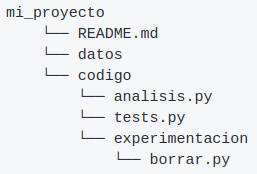 mi_proyecto
└── README.md
└── datos
└── codigo
└── analisis.py
└── tests.py
└── experimentacion
└── borrar.py